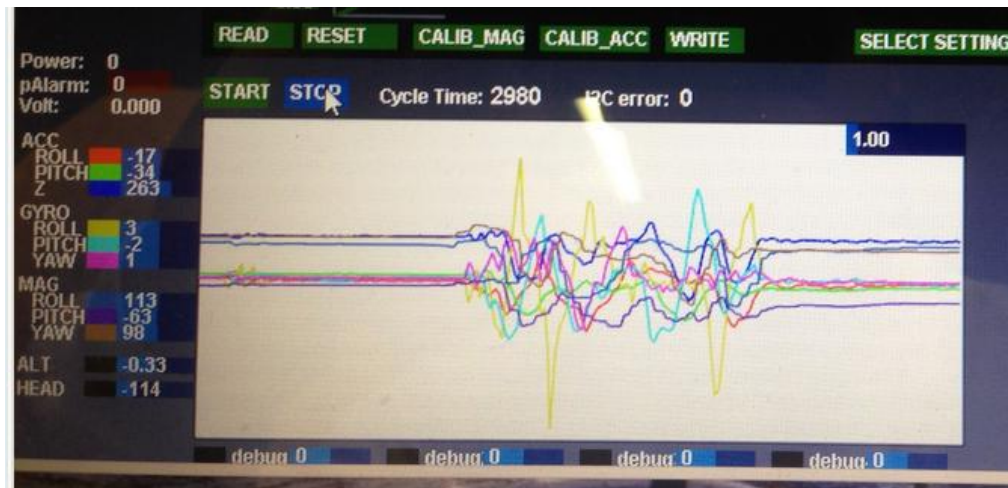 READ RESET CALIB_MAG CALIB_ACC WRITE SELECT SETTING
Power: 0
pAlarm: 0
Volt: 0.000
START STOP Cycle Time: 2980 I2C error: 0
1.00
ACC
ROLL -17
PITCH -34
Z 263
GYRO
ROLL 3
PITCH -2
YAW 1
MAG
ROLL 113
PITCH -63
YAW 98
ALT -0.33
HEAD -114
debug 0 debug: 0 debug: 0 debug: 0